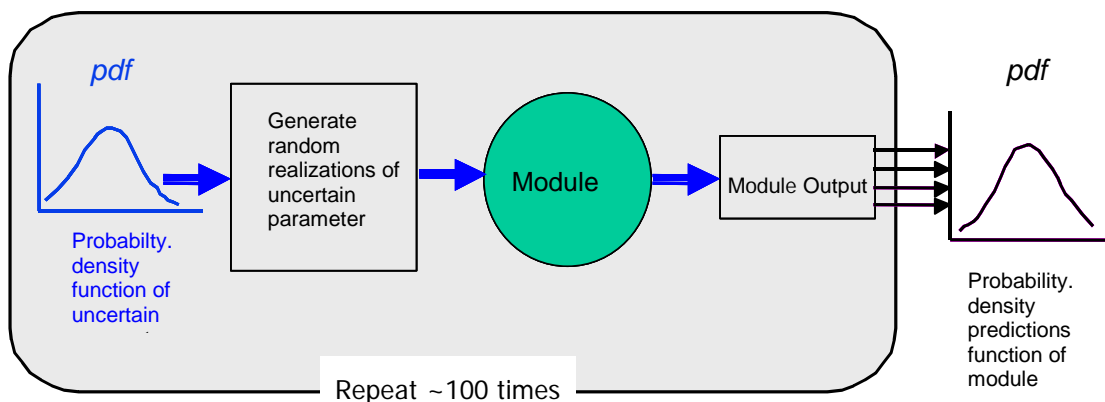 pdf
Generate
random
realizations of
uncertain
parameter
Module
Module Output
pdf
Probabilty.
density
function of
uncertain
Probability.
density
predictions
function of
module
Repeat ~100 times